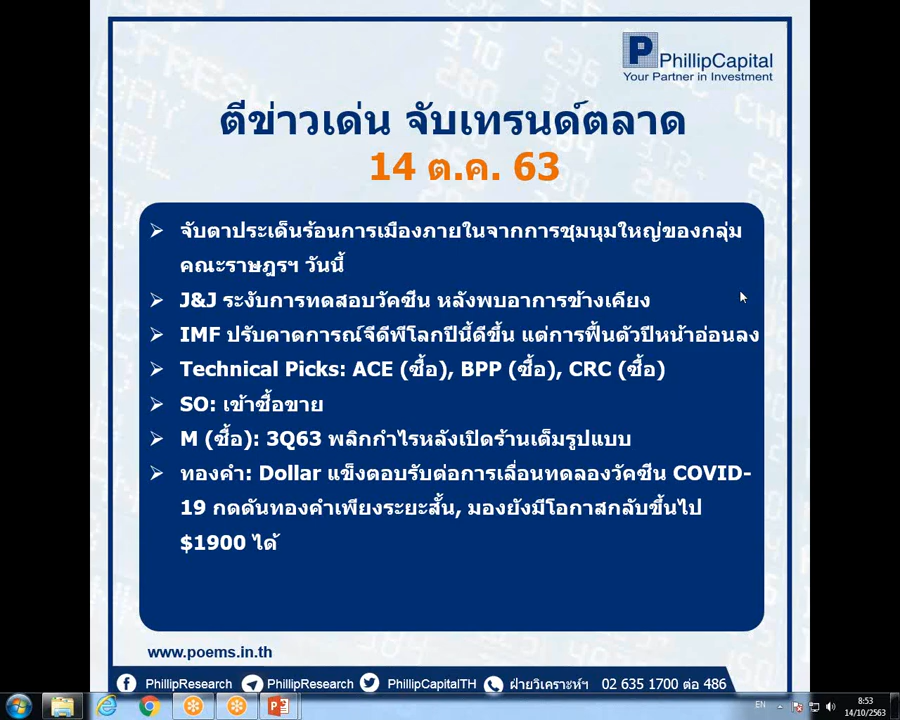 PhillipCapital
Your Partner in Investment
ตีข่าวเด่น จับเทรนด์ตลาด
14 ต.ค. 63
จับตาประเด็นร้อนการเมืองภายในจากการชุมนุมใหญ่ของกลุ่ม
คณะราษฎรฯ วันนี้
J&J ระงับการทดสอบวัคซีน หลังพบอาการข้างเคียง
IMF ปรับคาดการณ์จีดีพีโลกปีนี้ดีขึ้น แต่การฟื้นตัวปีหน้าอ่อนลง
Technical Picks: ACE (ซื้อ), BPP (ซื้อ), CRC (ซื้อ)
SO: เข้าซื้อขาย
M (ซื้อ): 3Q63 พลิกกำไรหลังเปิดร้านเต็มรูปแบบ
ทองคำ: Dollar แข็งตอบรับต่อการเลื่อนทดลองวัคซีน COVID-
19 กดดันทองคำเพียงระยะสั้น, มองยังมีโอกาสกลับขึ้นไป
$1900 ได้
www.poems.in.th
PhillipResearch PhillipResearch PhillipCapitalTH ฝ่ายวิเคราะห์ฯ 02 635 1700 ต่อ 486
EN 8:53
14/10/2563